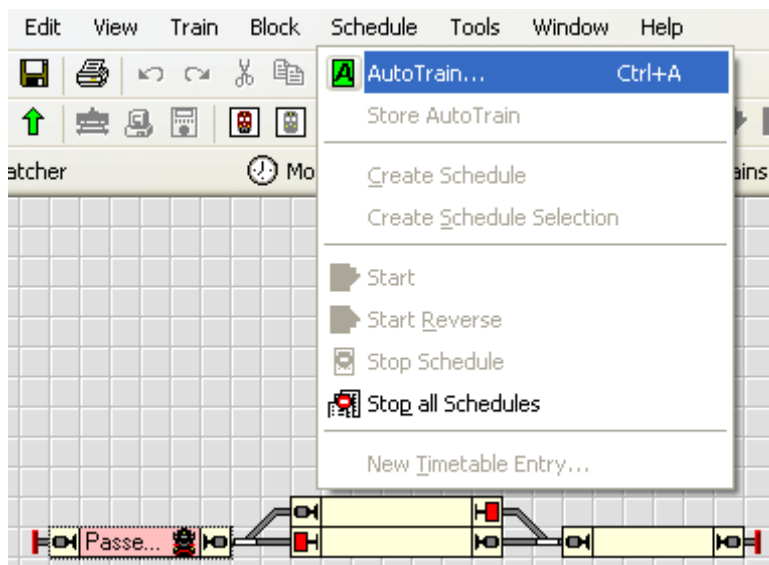 Edit View Train Block Schedule Tools Window Help
AutoTrain... Ctrl+A
Store AutoTrain
atcher Mo ains
Create Schedule
Create Schedule Selection
Start
Start Reverse
Stop Schedule
Stop all Schedules
New Timetable Entry...
Passe...